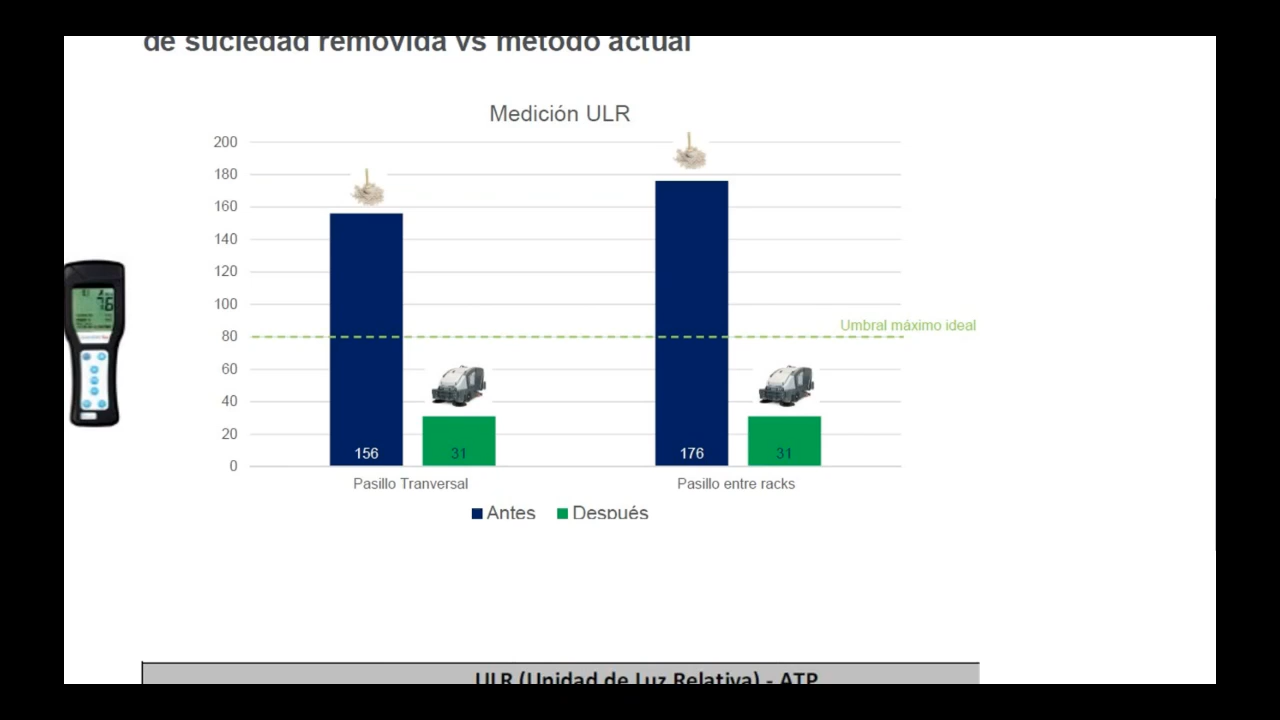 de suciedad removida vs método actual
Medición ULR
200
180
160
140
120
100
80
60
40
20
0
Umbral máximo ideal
76
156
31
176
31
Pasillo Tranversal
Pasillo entre racks
Antes
Después
ULR (Unidad de Luz Relativa) - ATP